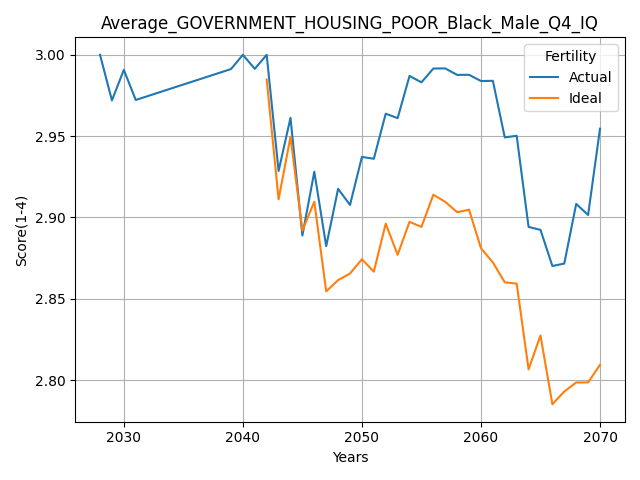 Average_GOVERNMENT_HOUSING_POOR_Black_Male_Q4_IQ
Fertility
Actual
Ideal
Score(1-4)
3.00
2.95
2.90
2.85
2.80
2030 2040 2050 2060 2070
Years